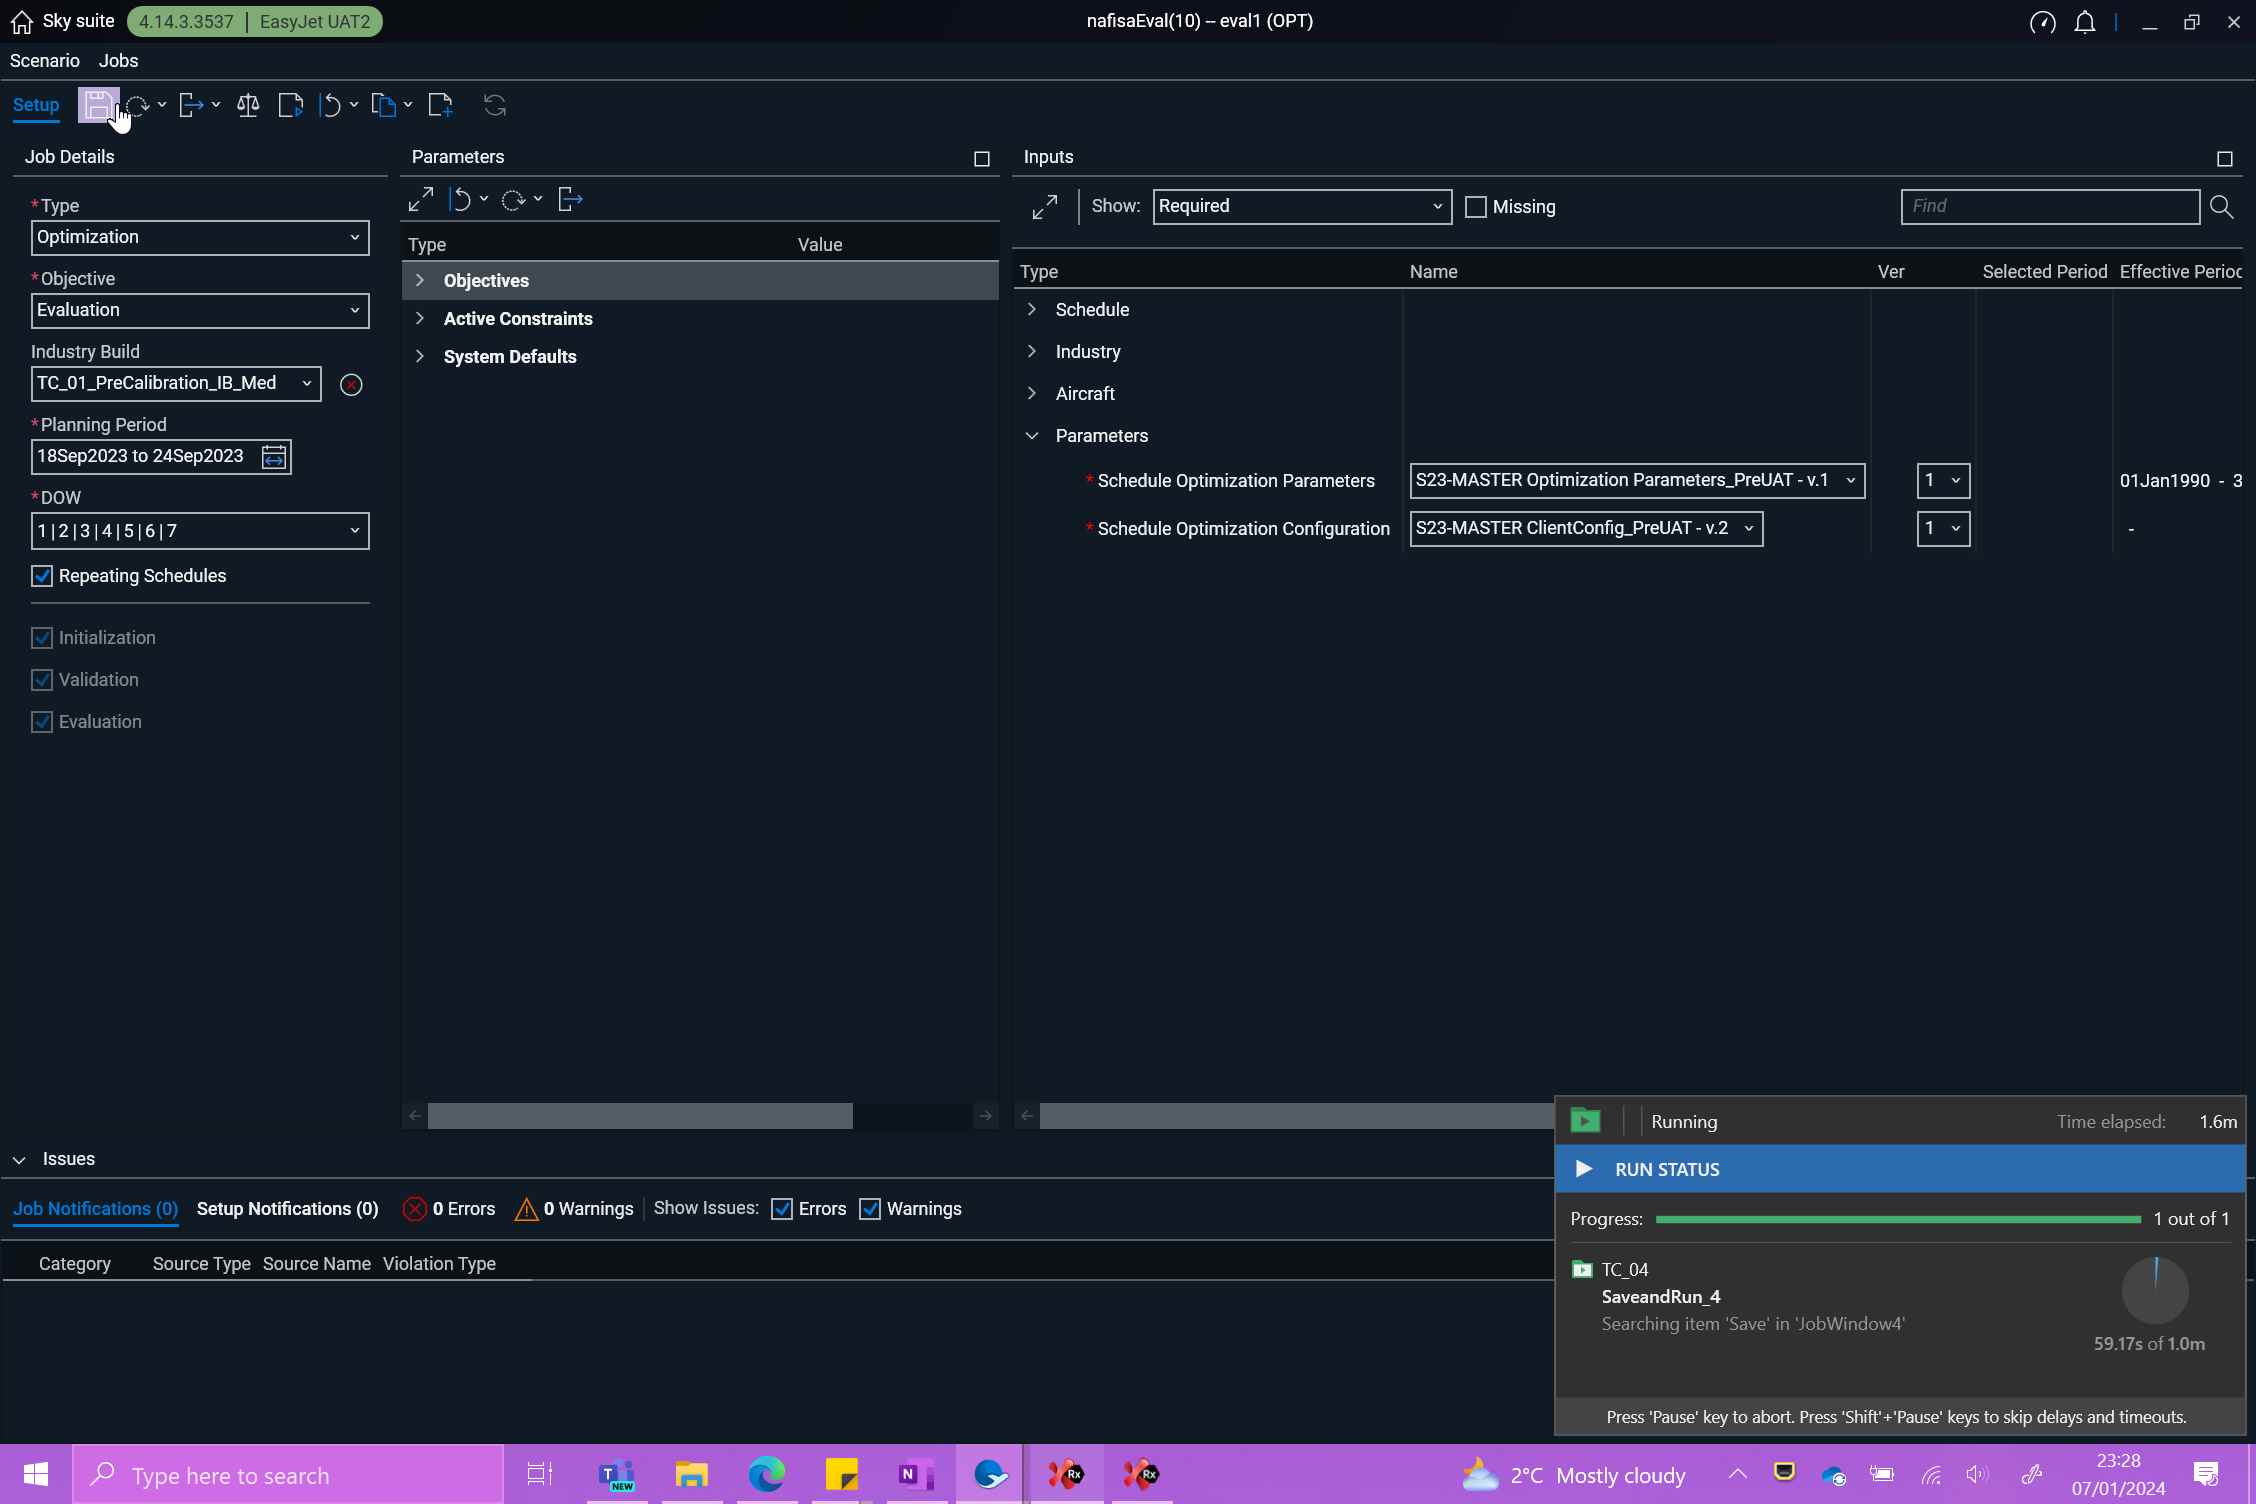 Sky suite 4.14.3.3537 | EasyJet UAT2 nafisaEval(10) -- eval1 (OPT)
Scenario Jobs
Setup
Job Details
*Type
Optimization
*Objective
Evaluation
Industry Build
TC_01_PreCalibration_IB_Med
*Planning Period
18Sep2023 to 24Sep2023
*DOW
1|2|3|4|5|6|7
Repeating Schedules
Initialization
Validation
Evaluation
Parameters
Type Value
Objectives
Active Constraints
System Defaults
Inputs
Show: Required Missing Find
Type Name Ver Selected Period Effective Perioc
Schedule
Industry
Aircraft
Parameters
* Schedule Optimization Parameters S23-MASTER Optimization Parameters_PreUAT - v.1 1 01Jan1990 - 3
* Schedule Optimization Configuration S23-MASTER ClientConfig_PreUAT - v.2 1 -
Issues
Job Notifications (0) Setup Notifications (0) 0 Errors 0 Warnings Show Issues: Errors Warnings
Category Source Type Source Name Violation Type
Running Time elapsed: 1.6m
RUN STATUS
Progress: 1 out of 1
TC_04
SaveandRun_4
Searching item 'Save' in 'JobWindow4'
59.17s of 1.0m
Press 'Pause' key to abort. Press 'Shift'+'Pause' keys to skip delays and timeouts.
Type here to search
T
NEW
N
Rx
Rx
2°C Mostly cloudy
23:28
07/01/2024